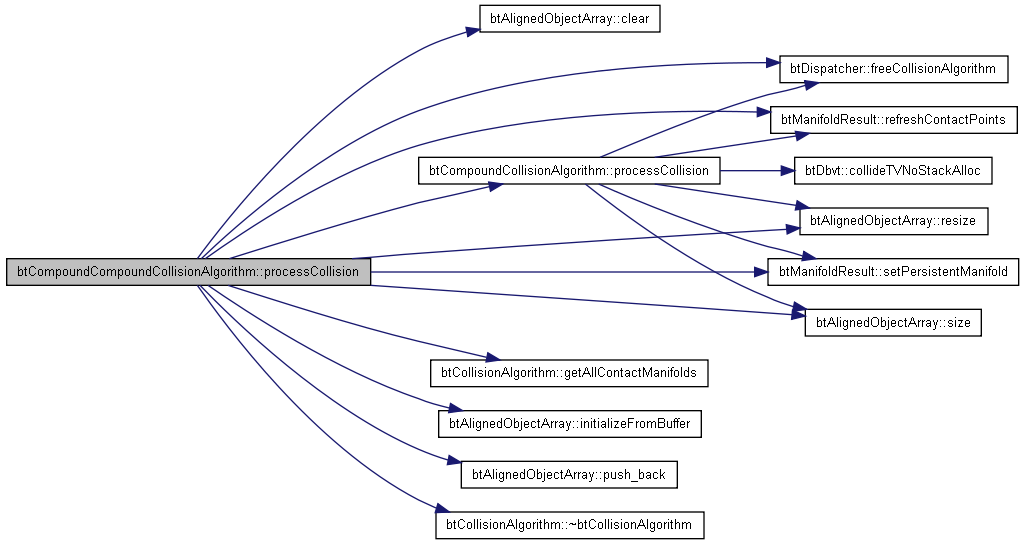 btAlignedObjectArray::clear
btDispatcher::freeCollisionAlgorithm
btManifoldResult::refreshContactPoints
btCompoundCollisionAlgorithm::processCollision
btDbvt::collideTVNoStackAlloc
btAlignedObjectArray::resize
btCompoundCompoundCollisionAlgorithm::processCollision
btManifoldResult::setPersistentManifold
btAlignedObjectArray::size
btCollisionAlgorithm::getAllContactManifolds
btAlignedObjectArray::initializeFromBuffer
btAlignedObjectArray::push_back
btCollisionAlgorithm::~btCollisionAlgorithm